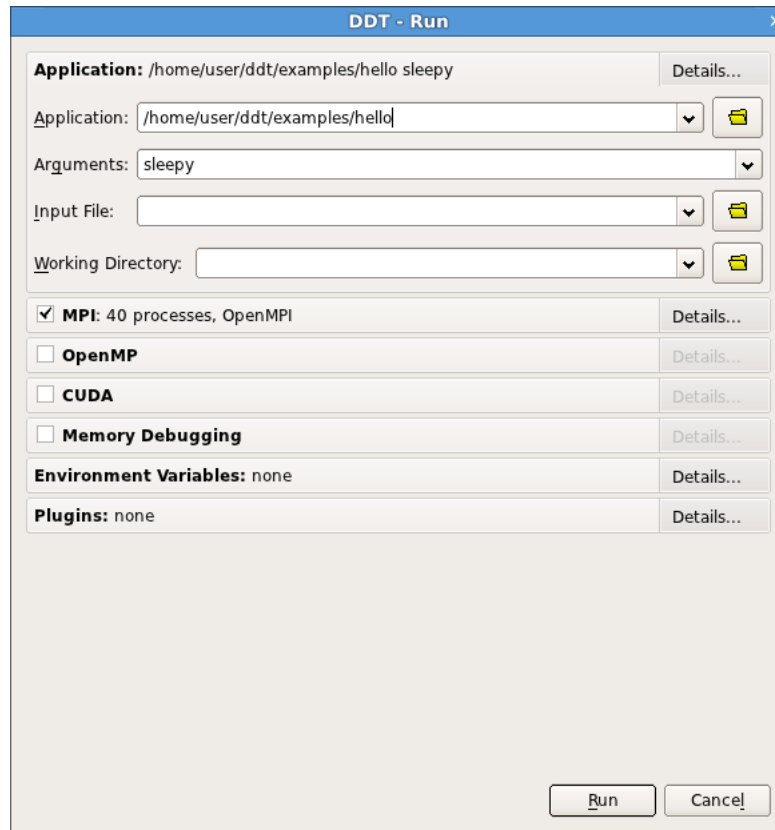 DDT - Run
Application: /home/user/ddt/examples/hello sleepy Details...
Application: /home/user/ddt/examples/hello
Arguments: sleepy
Input File:
Working Directory:
MPI: 40 processes, OpenMPI Details...
OpenMP Details...
CUDA Details...
Memory Debugging Details...
Environment Variables: none Details...
Plugins: none Details...
Run Cancel